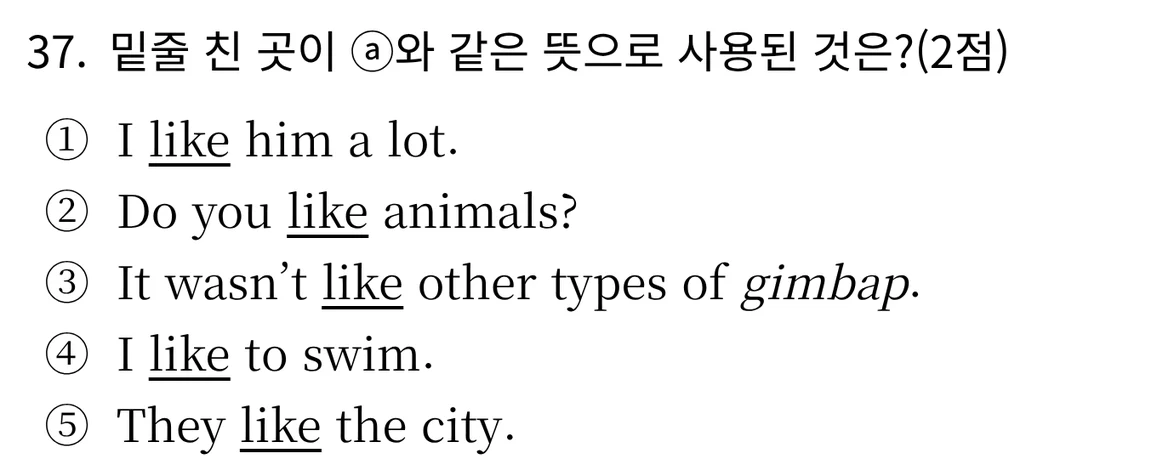 37. 밑줄 친 곳이 ⓐ와 같은 뜻으로 사용된 것은?(2점)
① I like him a lot.
② Do you like animals?
③ It wasn’t like other types of gimbap.
④ I like to swim.
⑤ They like the city.